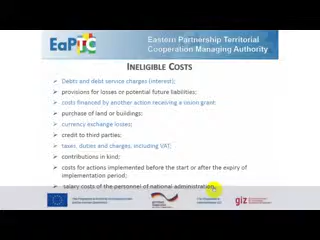 EaPTC
Eastern Partnership Territorial
Cooperation Managing Authority
INELIGIBLE COSTS
Debts and debt service charges (interest);
provisions for losses or potential future liabilities;
costs financed by another action receiving a union grant
purchase of land or buildings;
currency exchange losses;
credit to third parties;
taxes, duties and charges, including VAT;
contributions in kind;
costs for actions implemented before the start or after the expiry of
implementation period;
salary costs of the personnel of national administration;
giz